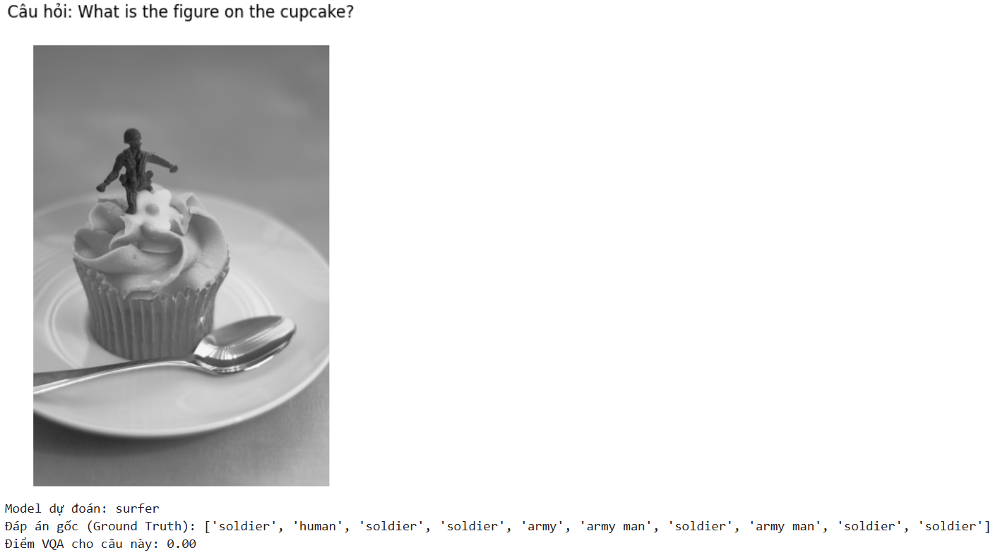 Câu hỏi: What is the figure on the cupcake?
Model dự đoán: surfer
Đáp án gốc (Ground Truth): ['soldier', 'human', 'soldier', 'soldier', 'army', 'army man', 'soldier', 'army man', 'soldier', 'soldier']
Điểm VQA cho câu này: 0.00